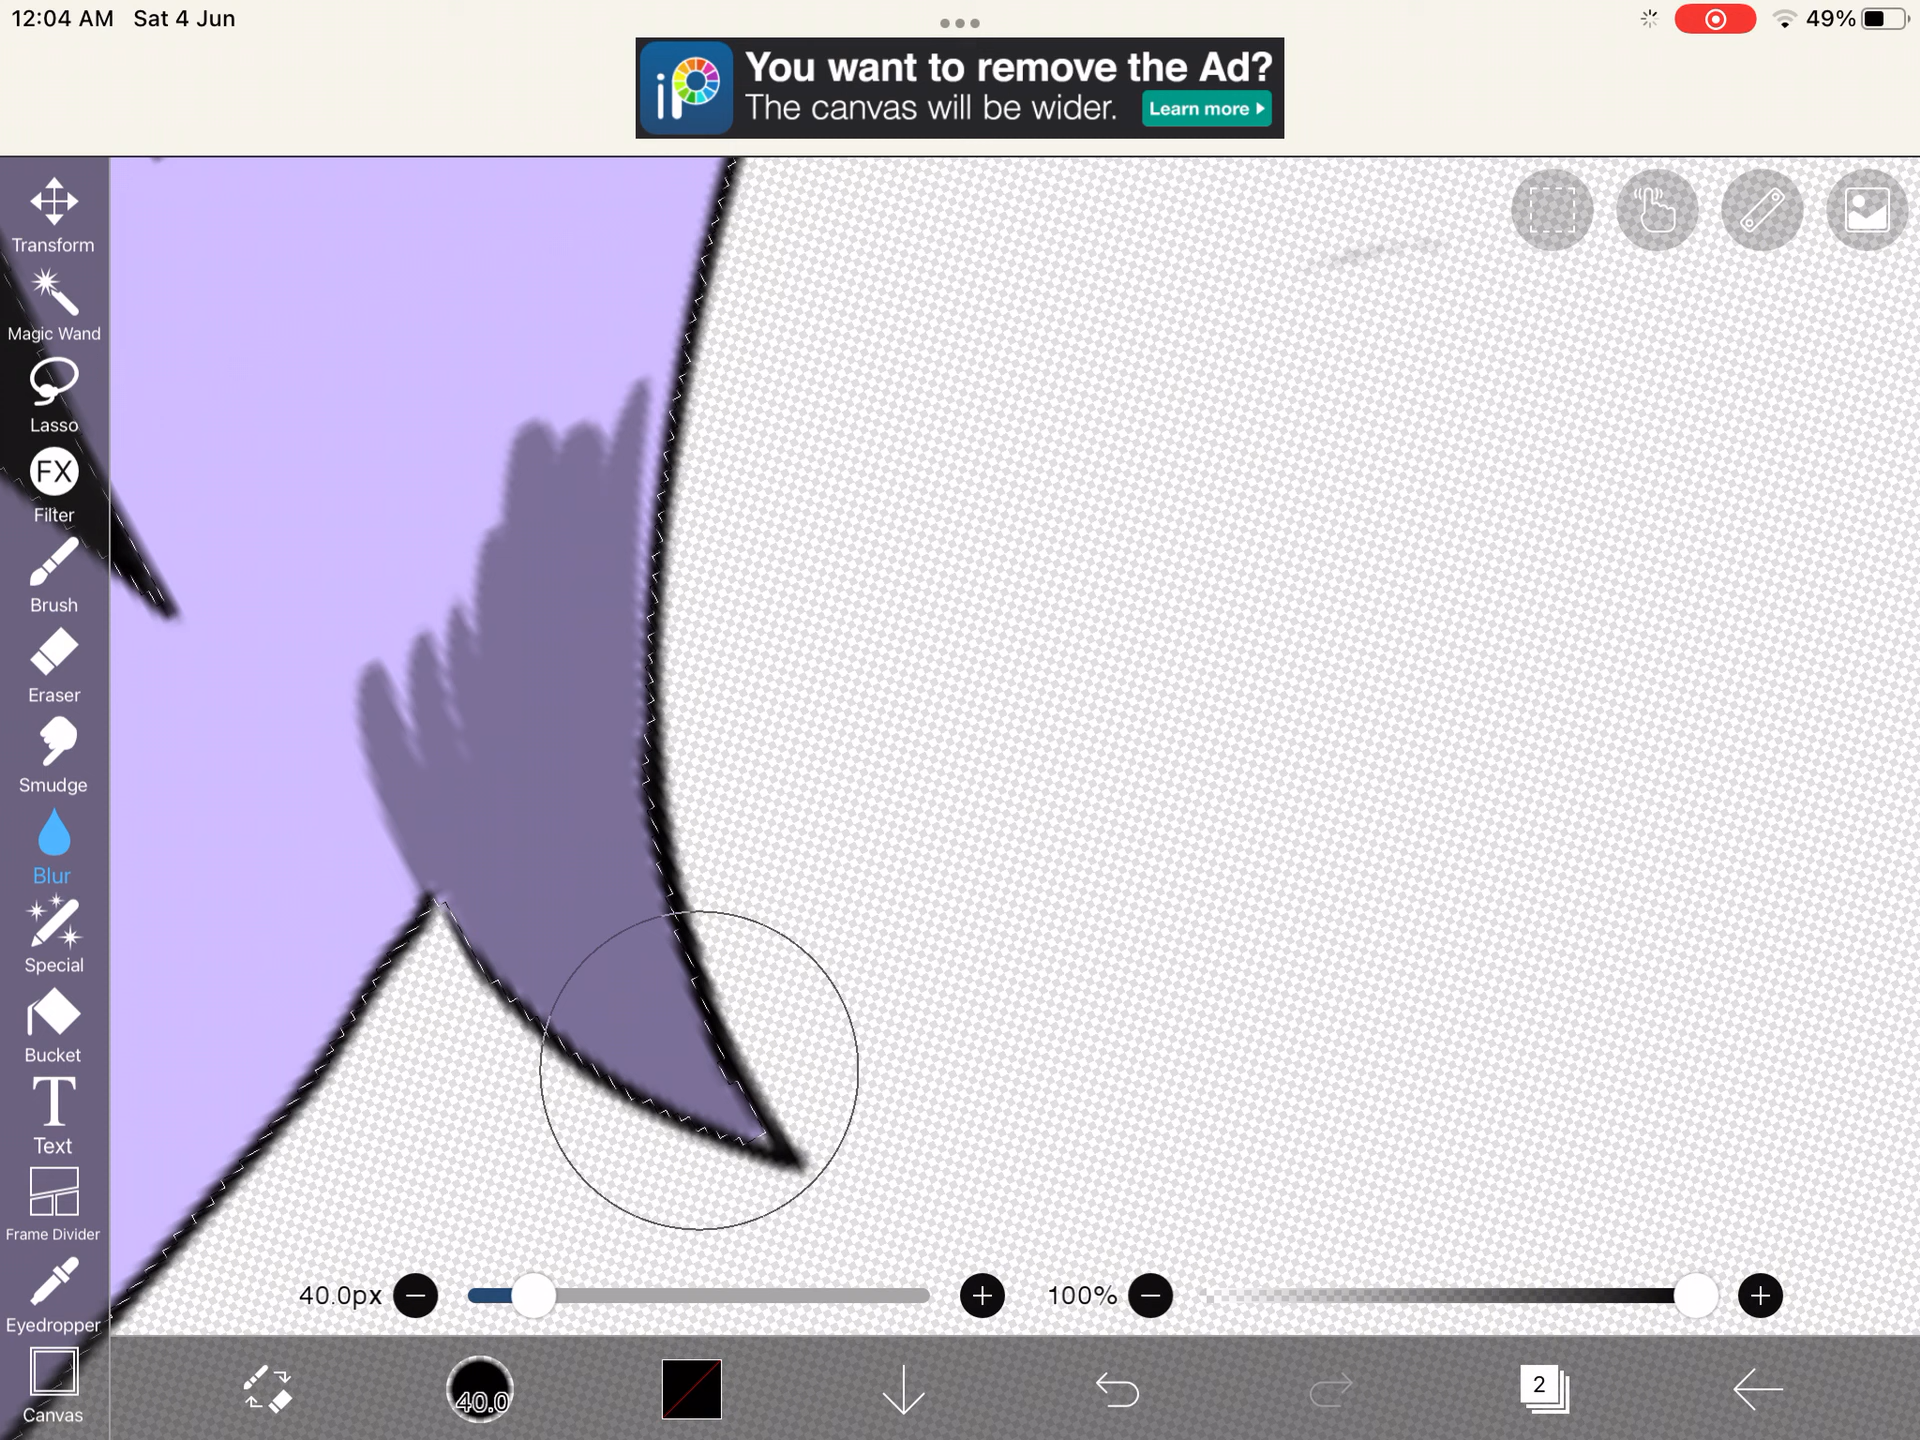 12:04 AM Sat 4 Jun
49%
iP
You want to remove the Ad?
The canvas will be wider.
Learn more
Transform
Magic Wand
Lasso
FX
Filter
Brush
Eraser
Smudge
Blur
Special
Bucket
T
Text
Frame Divider
Eyedropper
Canvas
40.0px
100%
40.0
2